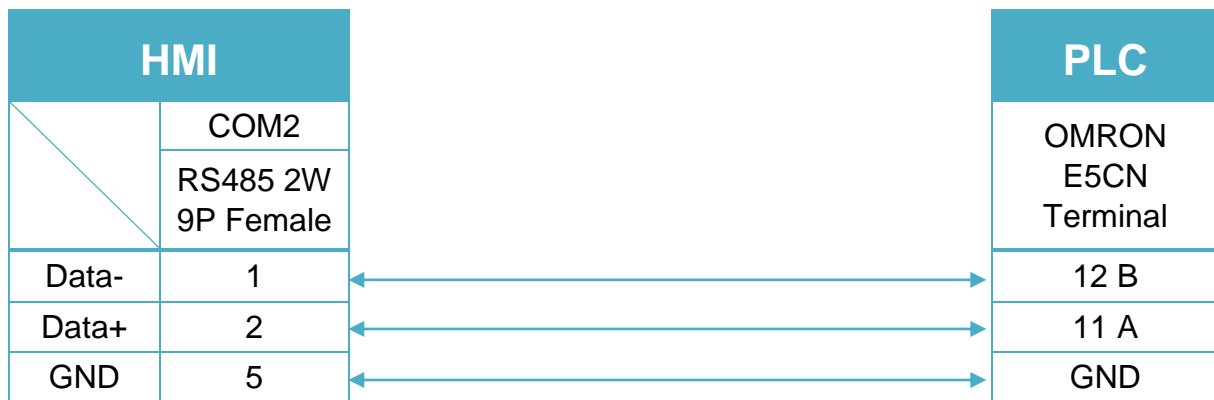 HMI
PLC
COM2
RS485 2W
9P Female
OMRON
E5CN
Terminal
Data- 1 12 B
Data+ 2 11 A
GND 5 GND